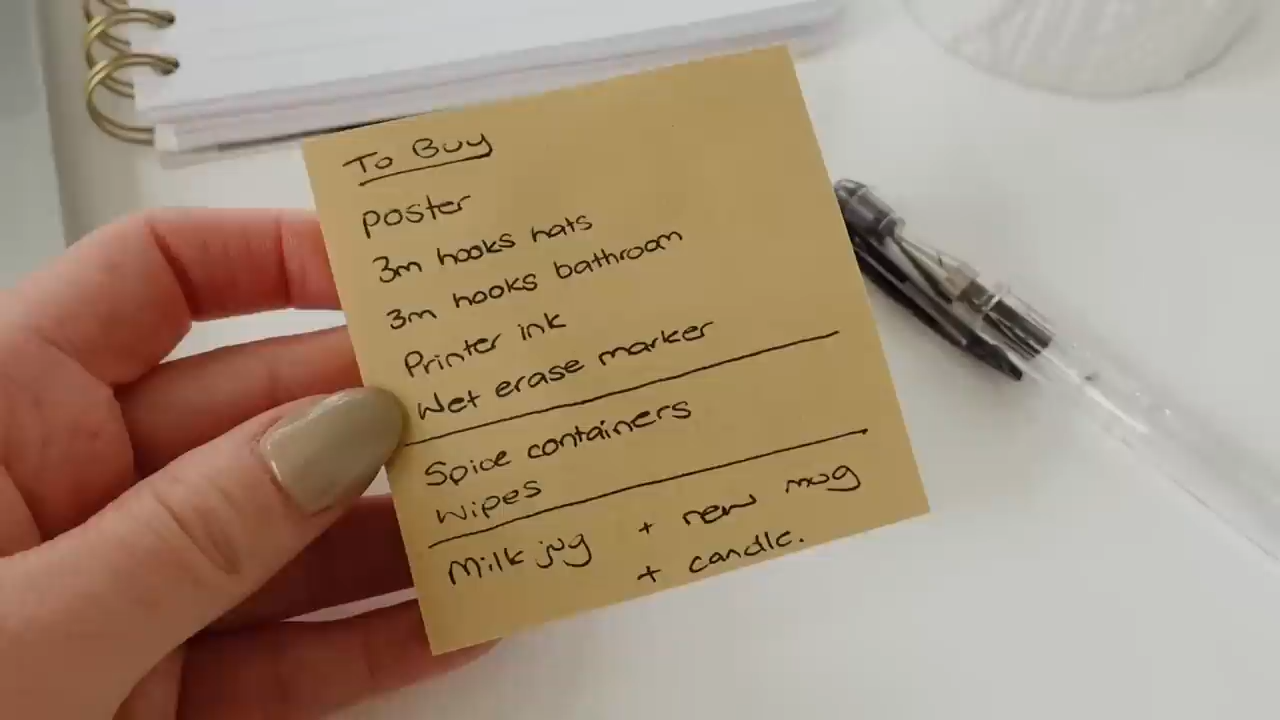 To Buy
poster
3m hooks hats
3m hooks bathroom
Printer ink
Wet erase marker
Spice containers
wipes
Milk jug + new mug
+ candle.